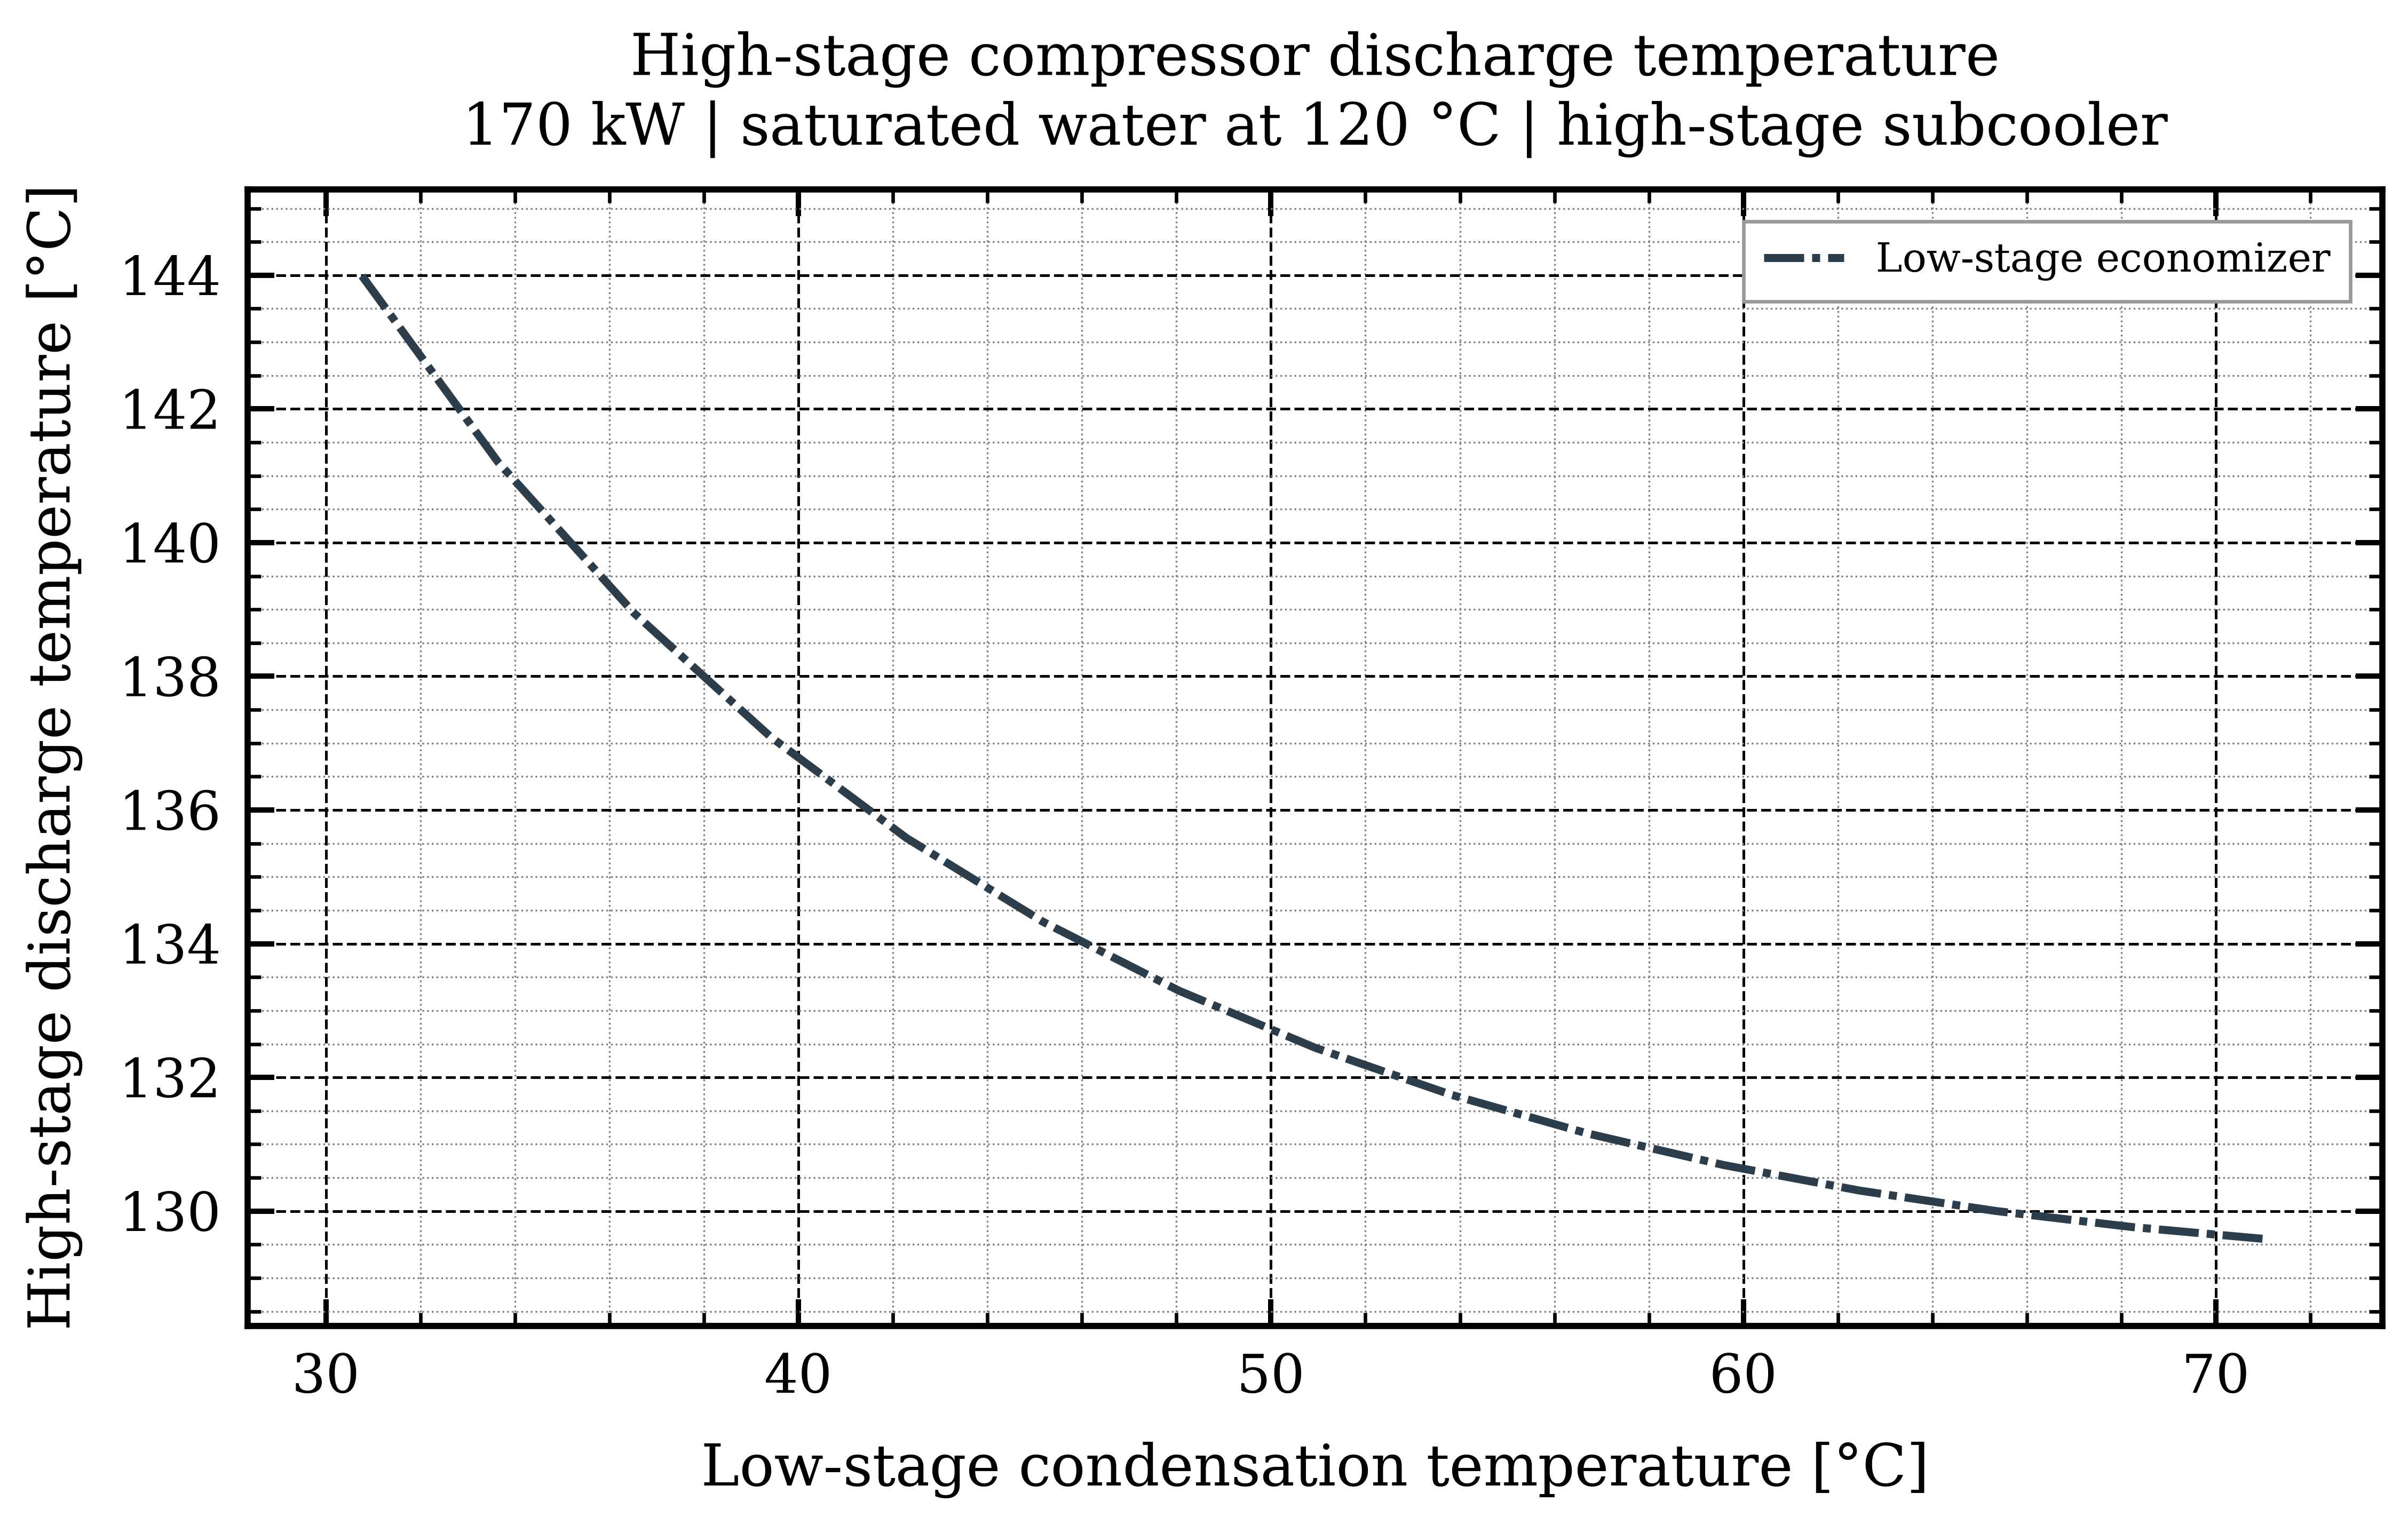 High-stage compressor discharge temperature
170 kW | saturated water at 120 °C | high-stage subcooler
High-stage discharge temperature [°C]
144
142
140
138
136
134
132
130
Low-stage economizer
30 40 50 60 70
Low-stage condensation temperature [°C]